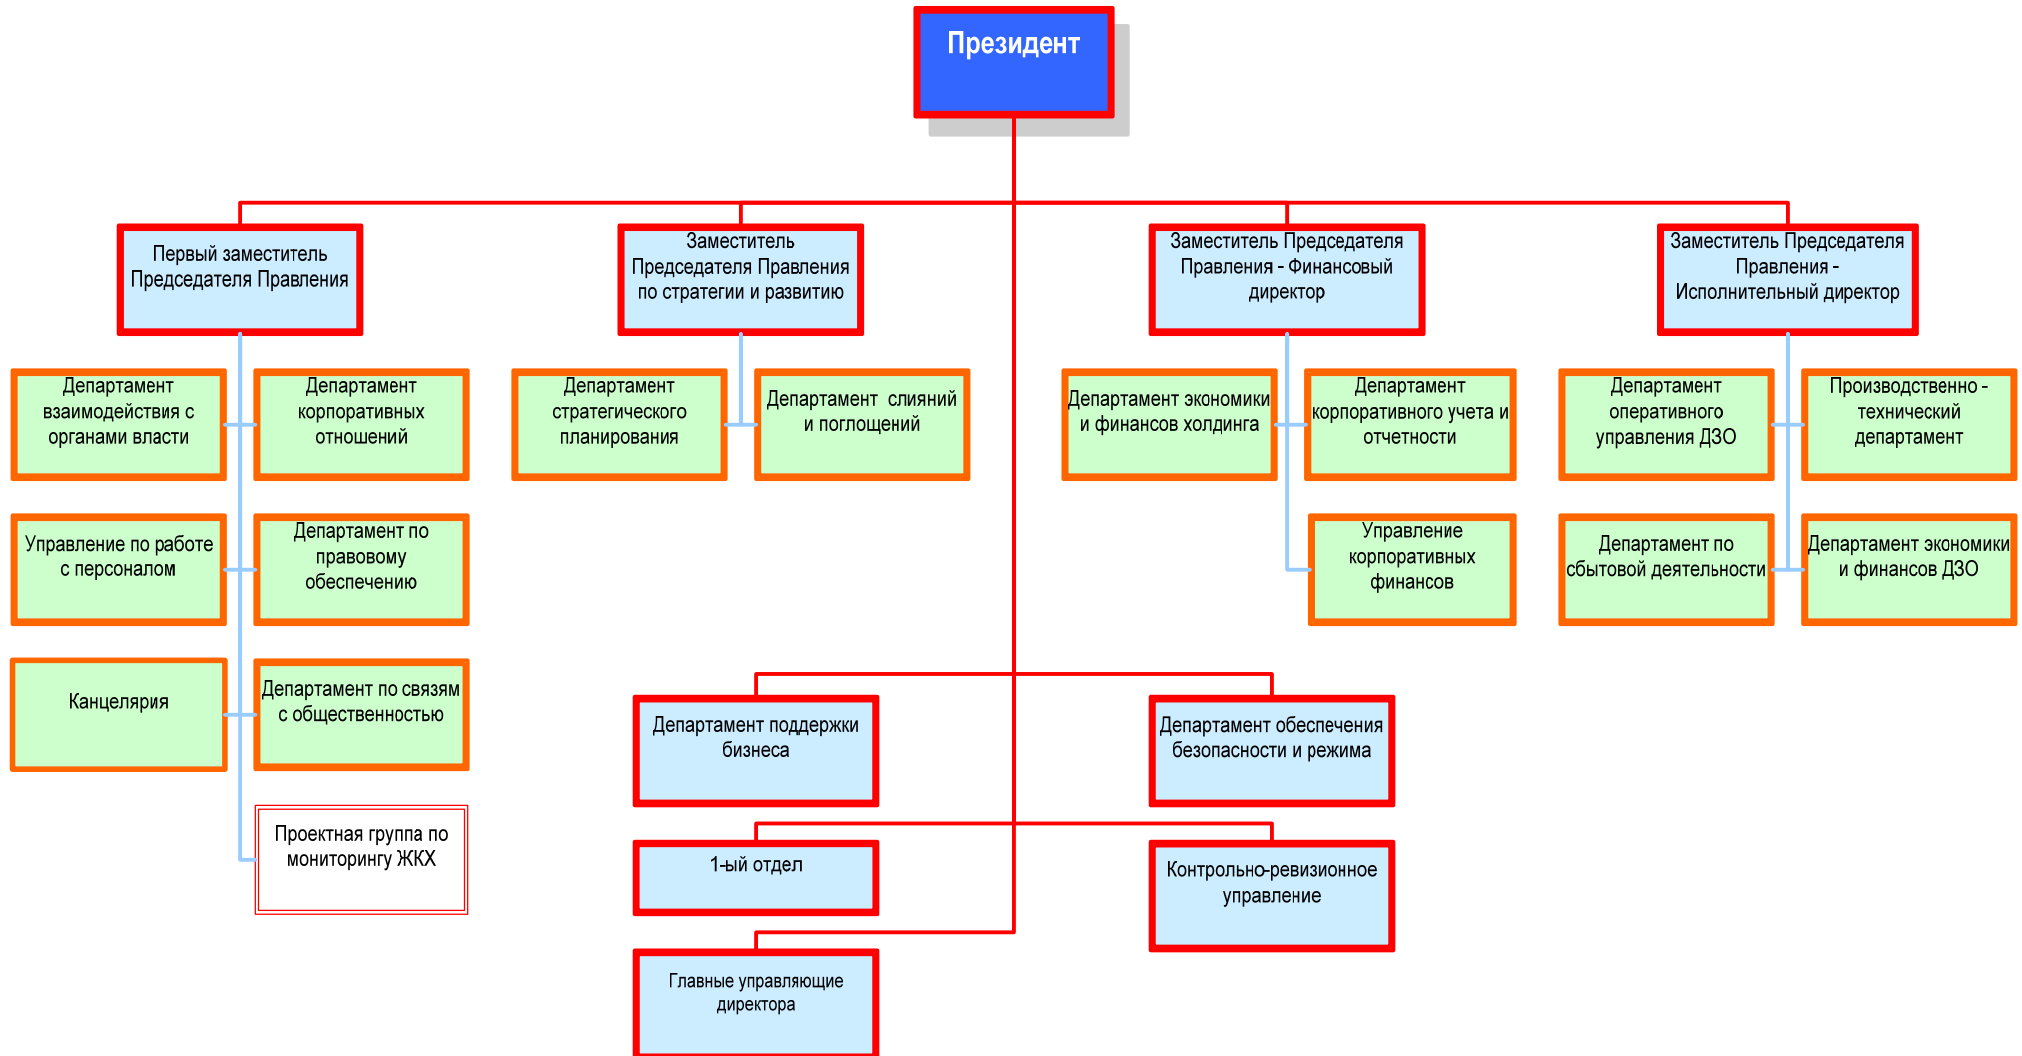 Президент
Первый заместитель
Председателя Правления
Заместитель
Председателя Правления
по стратегии и развитию
Заместитель Председателя
Правления - Финансовый
директор
Заместитель Председателя
Правления -
Исполнительный директор
Департамент
взаимодействия с
органами власти
Департамент
корпоративных
отношений
Департамент
стратегического
планирования
Департамент слияний
и поглощений
Департамент экономики
и финансов холдинга
Департамент
корпоративного учета и
отчетности
Департамент
оперативного
управления ДЗО
Производственно -
технический
департамент
Управление по работе
с персоналом
Департамент по
правовому
обеспечению
Управление
корпоративных
финансов
Департамент по
сбытовой деятельности
Департамент экономики
и финансов ДЗО
Канцелярия
Департамент по связям
с общественностью
Департамент поддержки
бизнеса
Департамент обеспечения
безопасности и режима
Проектная группа по
мониторингу ЖКХ
1-ый отдел
Контрольно-ревизионное
управление
Главные управляющие
директора